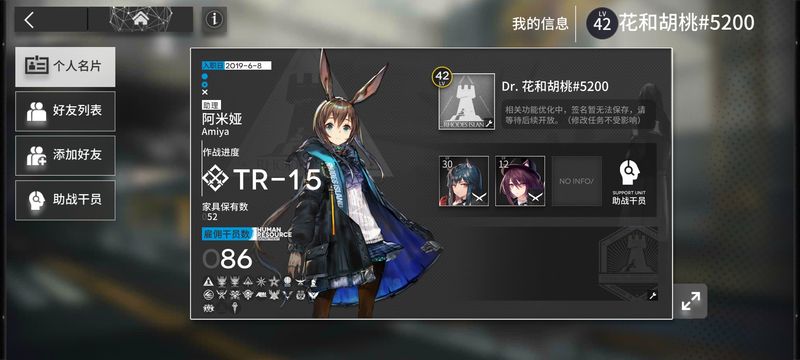 我的信息
LV
42
花和胡桃#5200
个人名片
好友列表
添加好友
助战干员
入职日 2019-6-8
助理
阿米娅
Amiya
作战进度
TR-15
家具保有数
052
雇佣干员数 HUMAN RESOURCE
086
42
LV
RHODES ISLAN
Dr. 花和胡桃#5200
相关功能优化中，签名暂无法保存，请
等待后续开放。（修改任务不受影响）
30
12
NO INFO/
SUPPORT UNIT
助战干员